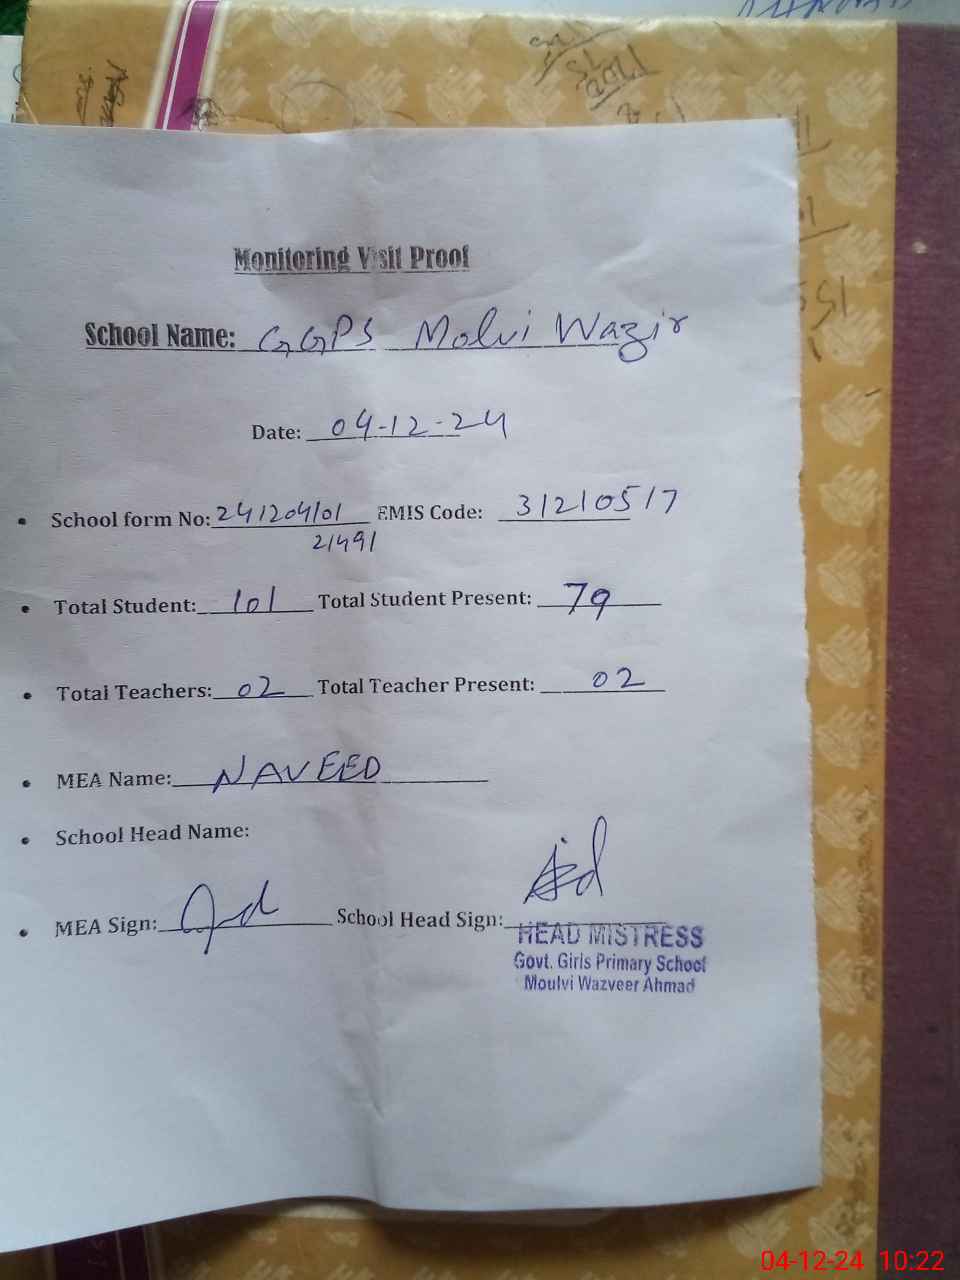 Monitoring Visit Proof
School Name: GGPS Molvi Wazir
Date: 04-12-24
• School form No: 241204101 EMIS Code: 31210517
21491
• Total Student: 101 Total Student Present: 79
• Total Teachers: 02 Total Teacher Present: 02
• MEA Name: NAVEED
• School Head Name:
• MEA Sign: School Head Sign:
HEAD MISTRESS
Govt. Girls Primary School
Moulvi Wazveer Ahmad
04-12-24 10:22